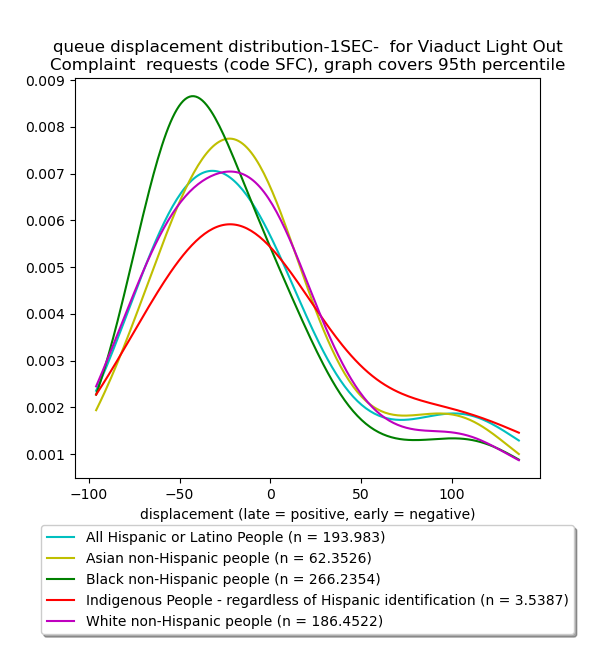 queue displacement distribution-1SEC-  for Viaduct Light Out
Complaint  requests (code SFC), graph covers 95th percentile
0.009
0.008
0.007
0.006
0.005
0.004
0.003
0.002
0.001
−100 −50 0 50 100
displacement (late = positive, early = negative)
All Hispanic or Latino People (n = 193.983)
Asian non-Hispanic people (n = 62.3526)
Black non-Hispanic people (n = 266.2354)
Indigenous People - regardless of Hispanic identification (n = 3.5387)
White non-Hispanic people (n = 186.4522)